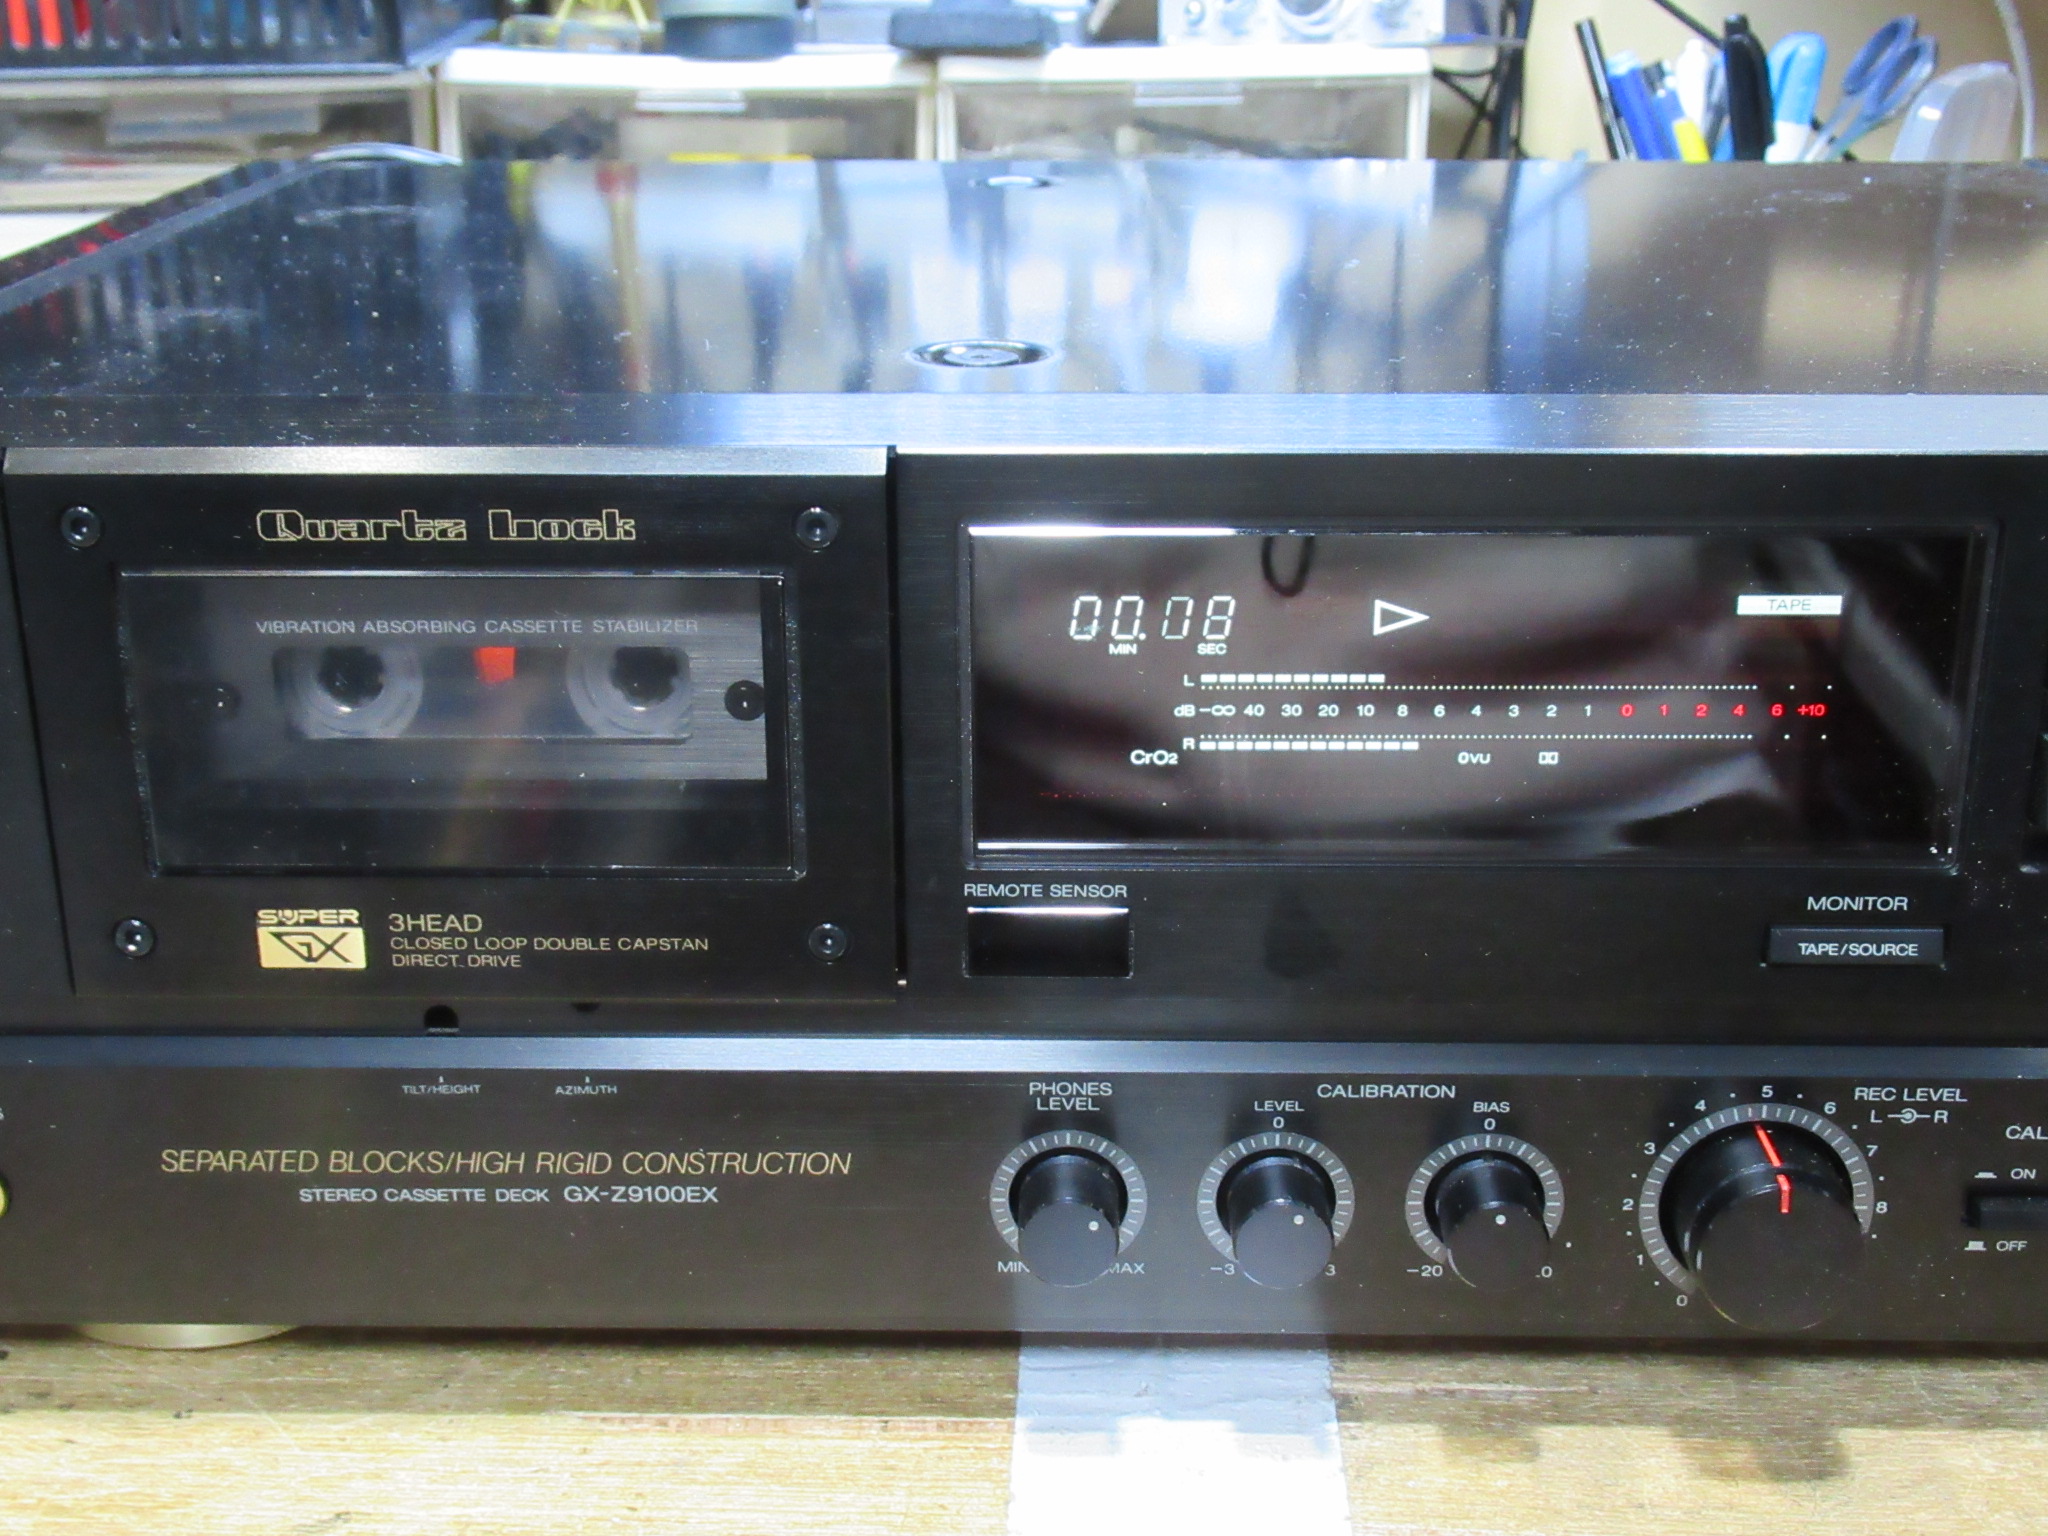 Quartz Lock
VIBRATION ABSORBING CASSETTE STABILIZER
SUPER
GX
3HEAD
CLOSED LOOP DOUBLE CAPSTAN
DIRECT DRIVE
00.08
MIN SEC
TAPE
L
dB -∞ 40 30 20 10 8 6 4 3 2 1 0 1 2 4 6 +10
R
CrO2 0VU
REMOTE SENSOR
MONITOR
TAPE/SOURCE
TILT/HEIGHT AZIMUTH
SEPARATED BLOCKS/HIGH RIGID CONSTRUCTION
STEREO CASSETTE DECK GX-Z9100EX
PHONES
LEVEL
MIN MAX
CALIBRATION
LEVEL
0
-3 3
BIAS
0
-20
REC LEVEL
L R
0 1 2 3 4 5 6 7 8
CAL
ON
OFF